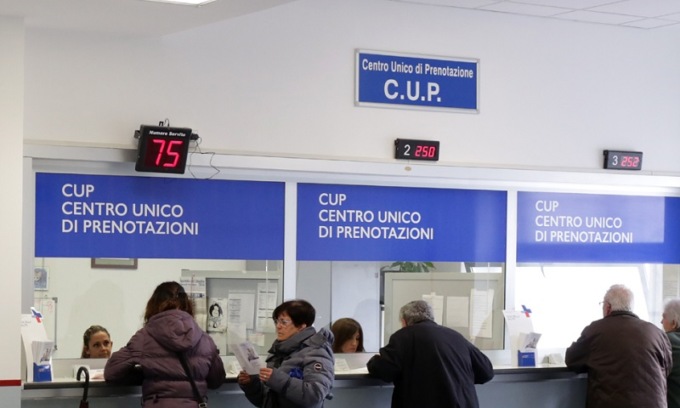 Centro Unico di Prenotazione
C.U.P.
Numero Servito
75
2 250
3 252
CUP
CENTRO UNICO
DI PRENOTAZIONI
CUP
CENTRO UNICO
DI PRENOTAZIONI
CUP
CENTRO UNICO
DI PRENOTAZIONI